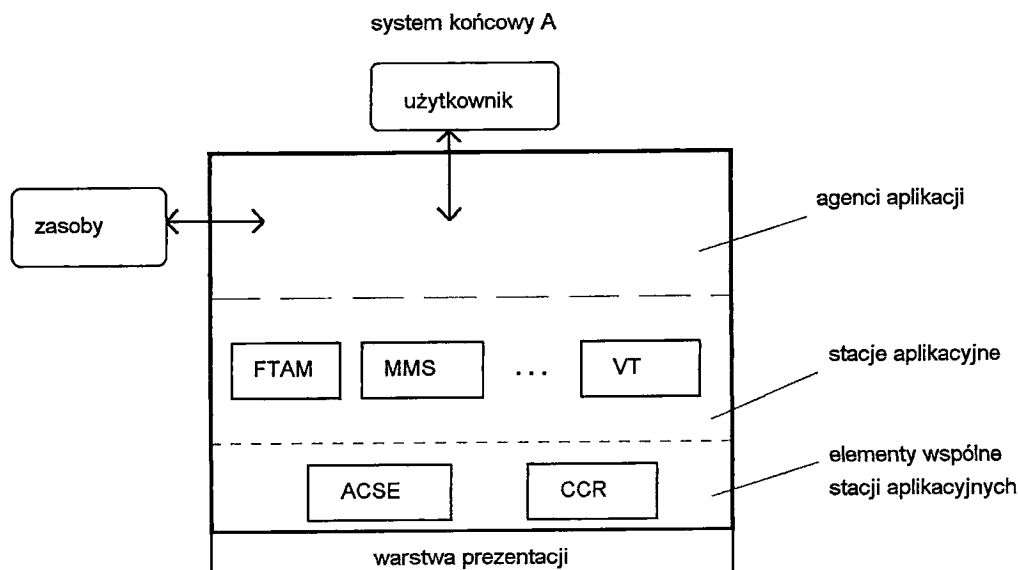 system końcowy A
użytkownik
zasoby
agenci aplikacji
FTAM MMS ... VT
stacje aplikacyjne
ACSE CCR
elementy wspólne
stacji aplikacyjnych
warstwa prezentacji